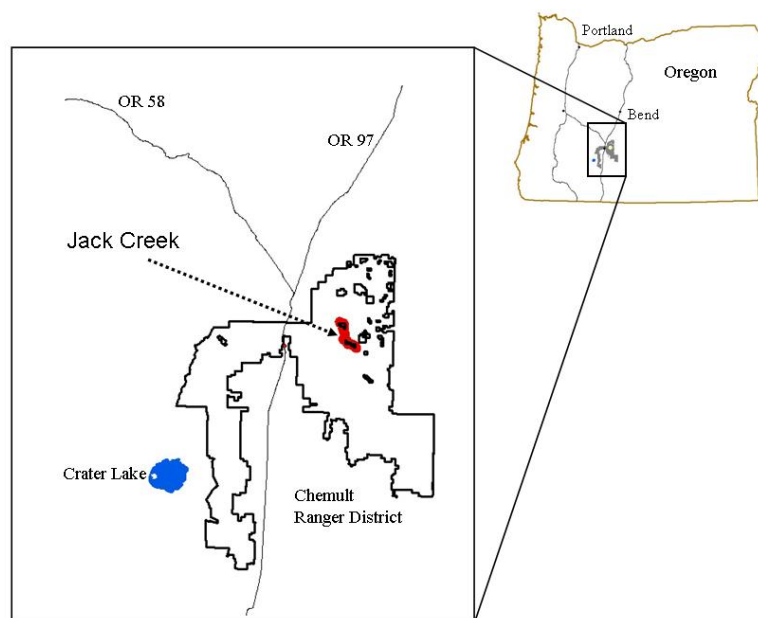 Portland
Oregon
Bend
OR 58
OR 97
Jack Creek
Crater Lake
Chemult
Ranger District